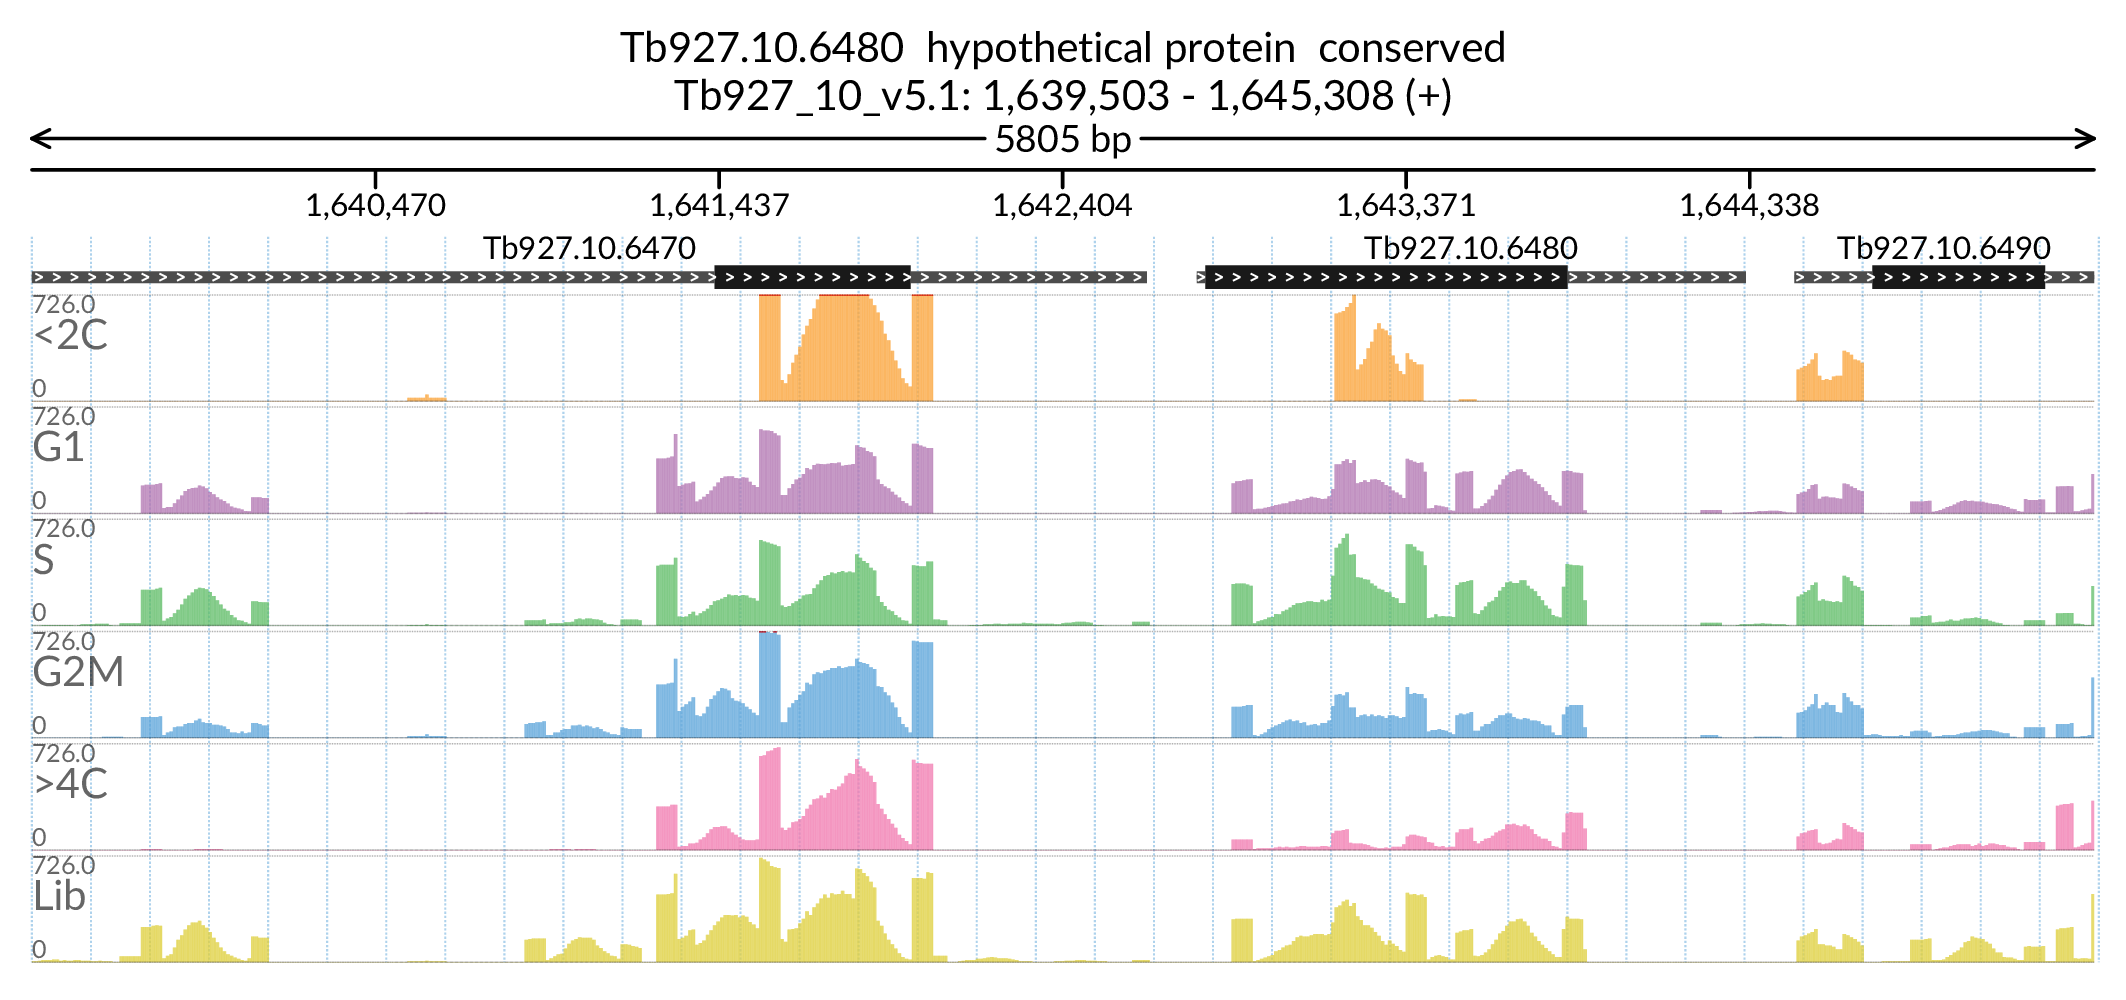 Tb927.10.6480 hypothetical protein conserved
Tb927_10_v5.1: 1,639,503 - 1,645,308 (+)
5805 bp
1,640,470 1,641,437 1,642,404 1,643,371 1,644,338
Tb927.10.6470 Tb927.10.6480 Tb927.10.6490
726.0
<2C
0
726.0
G1
0
726.0
S
0
726.0
G2M
0
726.0
>4C
0
726.0
Lib
0